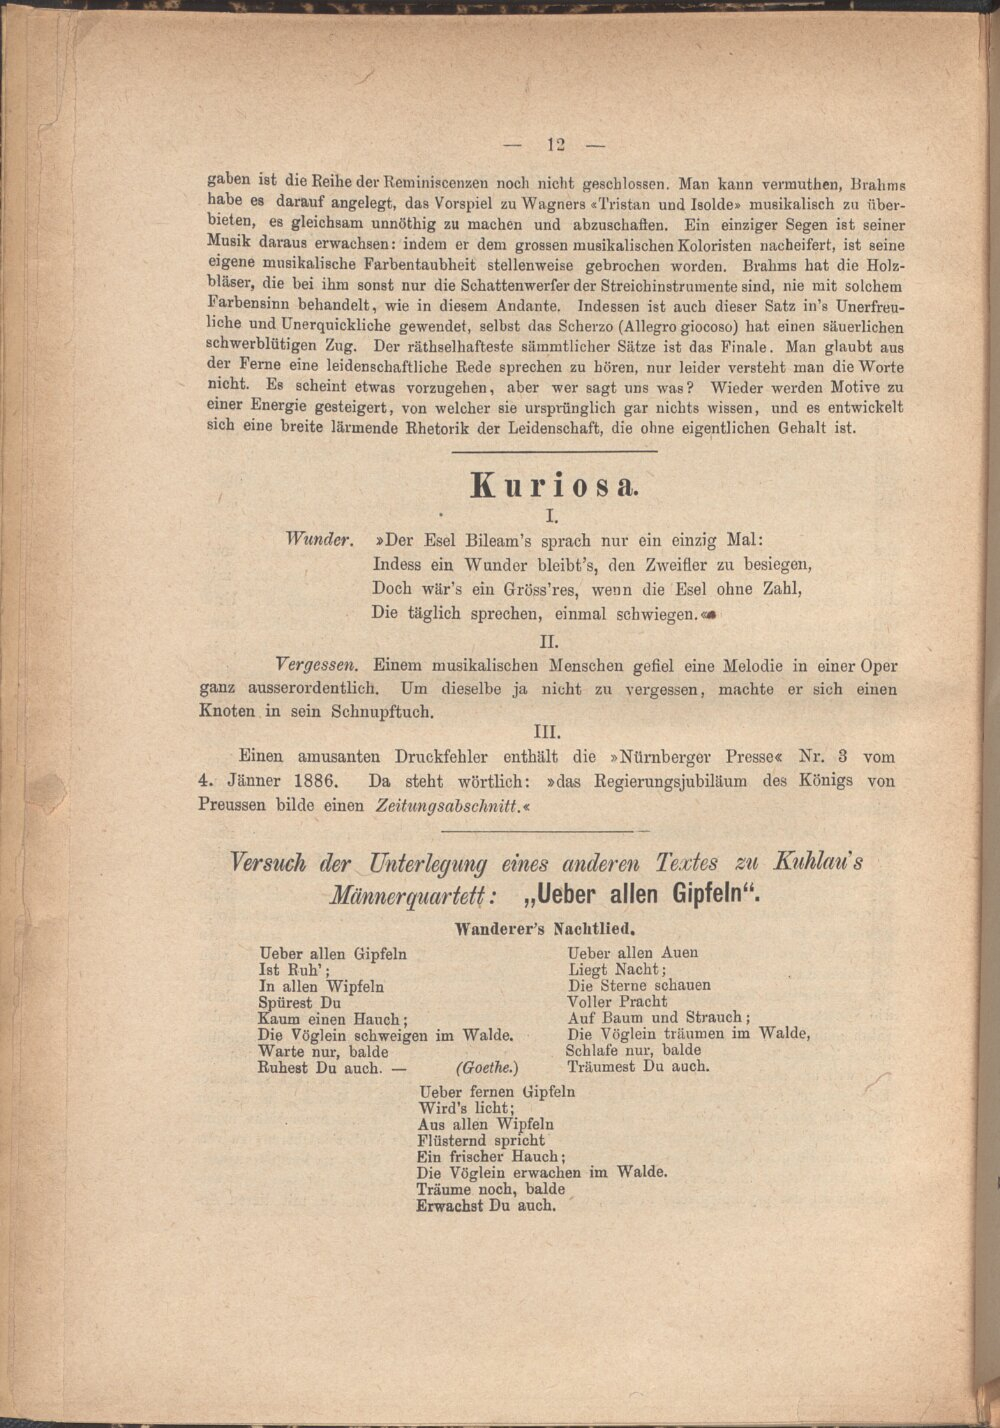 — 12 —
gaben ist die Reihe der Reminiscenzen noch nicht geschlossen. Man kann vermuthen, Brahms
habe es darauf angelegt, das Vorspiel zu Wagners «Tristan und Isolde» musikalisch zu über-
bieten, es gleichsam unnöthig zu machen und abzuschaffen. Ein einziger Segen ist seiner
Musik daraus erwachsen: indem er dem grossen musikalischen Koloristen nacheifert, ist seine
eigene musikalische Farbentaubheit stellenweise gebrochen worden. Brahms hat die Holz-
bläser, die bei ihm sonst nur die Schattenwerfer der Streichinstrumente sind, nie mit solchem
Farbensinn behandelt, wie in diesem Andante. Indessen ist auch dieser Satz in's Unerfreu-
liche und Unerquickliche gewendet, selbst das Scherzo (Allegro giocoso) hat einen säuerlichen
schwerblütigen Zug. Der räthselhafteste sämmtlicher Sätze ist das Finale. Man glaubt aus
der Ferne eine leidenschaftliche Rede sprechen zu hören, nur leider versteht man die Worte
nicht. Es scheint etwas vorzugehen, aber wer sagt uns was? Wieder werden Motive zu
einer Energie gesteigert, von welcher sie ursprünglich gar nichts wissen, und es entwickelt
sich eine breite lärmende Rhetorik der Leidenschaft, die ohne eigentlichen Gehalt ist.
Kuriosa.
I.
Wunder. »Der Esel Bileam's sprach nur ein einzig Mal:
Indess ein Wunder bleibt's, den Zweifler zu besiegen,
Doch wär's ein Gröss'res, wenn die Esel ohne Zahl,
Die täglich sprechen, einmal schwiegen.«
II.
Vergessen. Einem musikalischen Menschen gefiel eine Melodie in einer Oper
ganz ausserordentlich. Um dieselbe ja nicht zu vergessen, machte er sich einen
Knoten in sein Schnupftuch.
III.
Einen amusanten Druckfehler enthält die »Nürnberger Presse« Nr. 3 vom
4. Jänner 1886. Da steht wörtlich: »das Regierungsjubiläum des Königs von
Preussen bilde einen Zeitungsabschnitt.«
Versuch der Unterlegung eines anderen Textes zu Kuhlau's
Männerquartett: „Ueber allen Gipfeln“.
Wanderer's Nachtlied.
Ueber allen Gipfeln
Ist Ruh';
In allen Wipfeln
Spürest Du
Kaum einen Hauch;
Die Vöglein schweigen im Walde.
Warte nur, balde
Ruhest Du auch. — (Goethe.)
Ueber allen Auen
Liegt Nacht;
Die Sterne schauen
Voller Pracht
Auf Baum und Strauch;
Die Vöglein träumen im Walde,
Schlafe nur, balde
Träumest Du auch.
Ueber fernen Gipfeln
Wird's licht;
Aus allen Wipfeln
Flüsternd spricht
Ein frischer Hauch;
Die Vöglein erwachen im Walde.
Träume noch, balde
Erwachst Du auch.